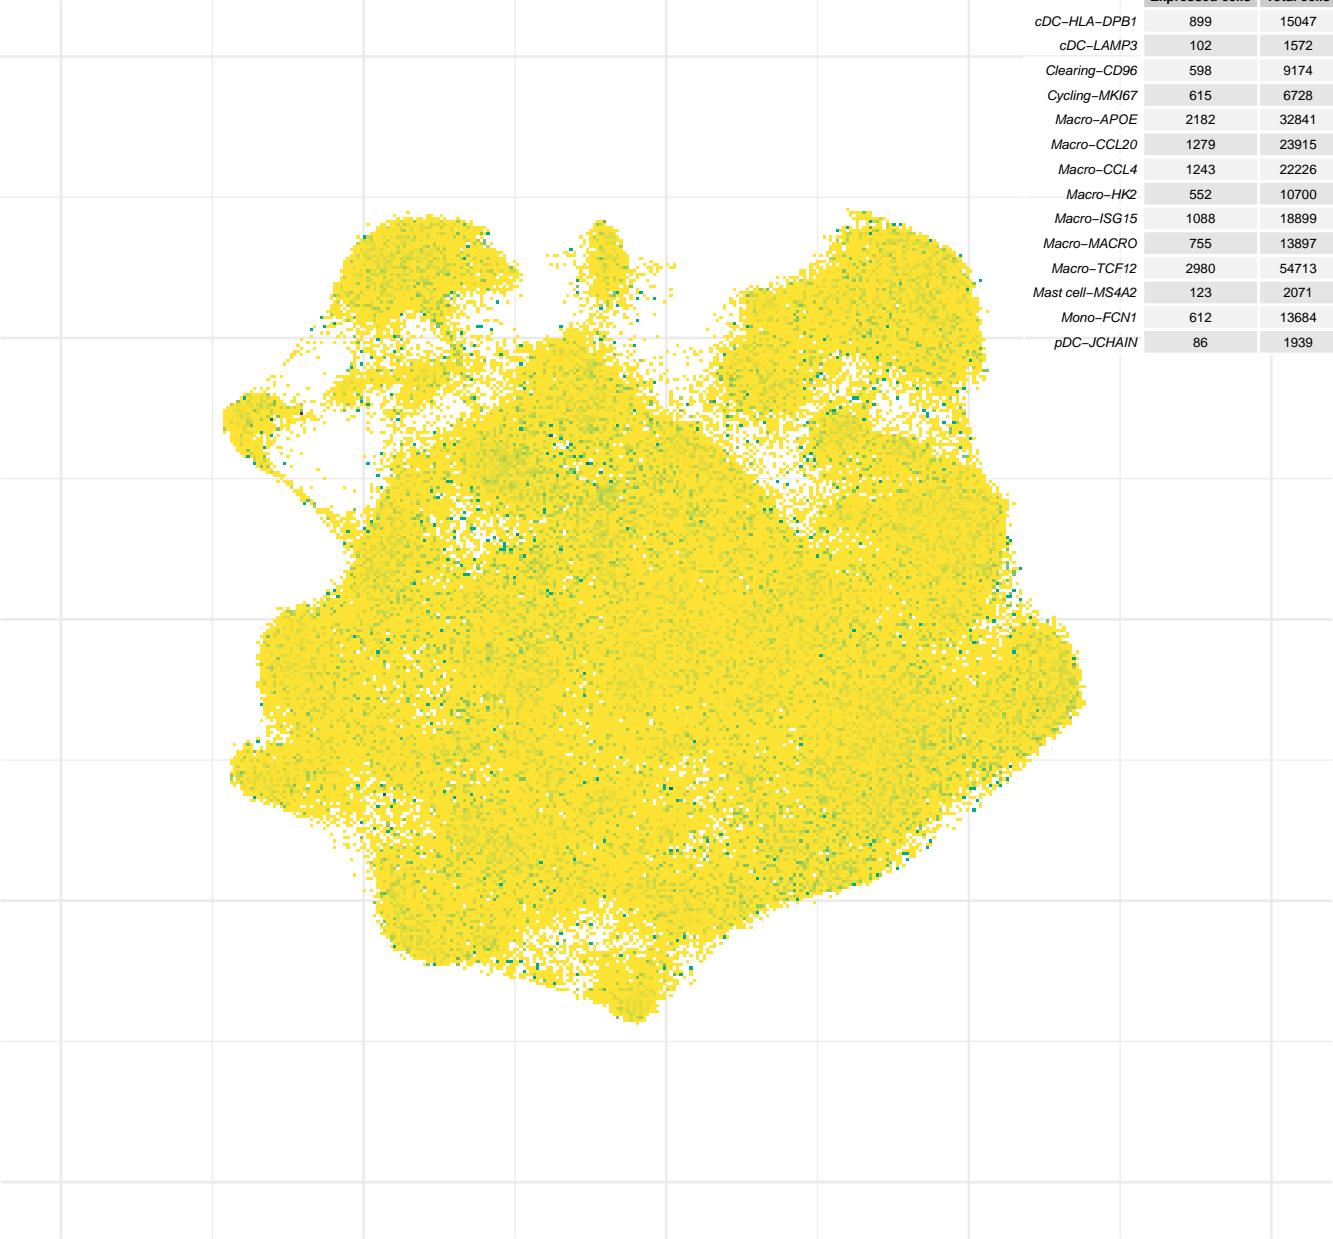 cDC−HLA−DPB1 899 15047
cDC−LAMP3 102 1572
Clearing−CD96 598 9174
Cycling−MKI67 615 6728
Macro−APOE 2182 32841
Macro−CCL20 1279 23915
Macro−CCL4 1243 22226
Macro−HK2 552 10700
Macro−ISG15 1088 18899
Macro−MACRO 755 13897
Macro−TCF12 2980 54713
Mast cell−MS4A2 123 2071
Mono−FCN1 612 13684
pDC−JCHAIN 86 1939